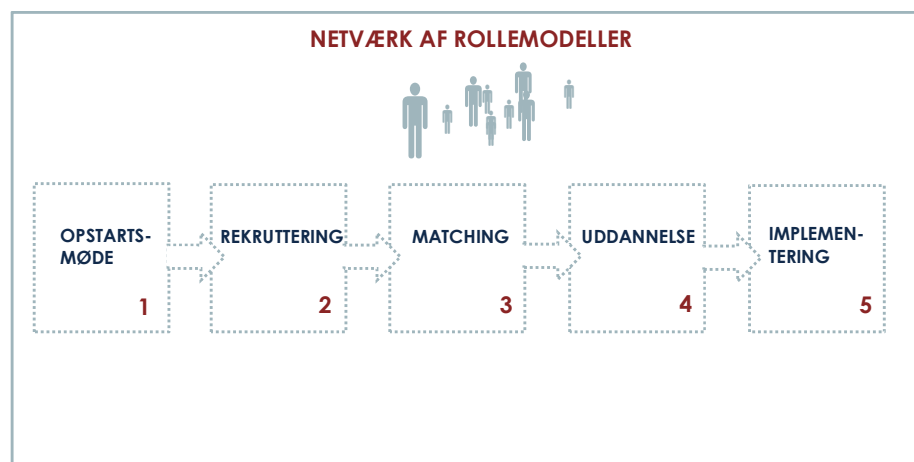 NETVÆRK AF ROLLEMODELLER
OPSTARTS-
MØDE
1
REKRUTTERING
2
MATCHING
3
UDDANNELSE
4
IMPLEMEN-
TERING
5